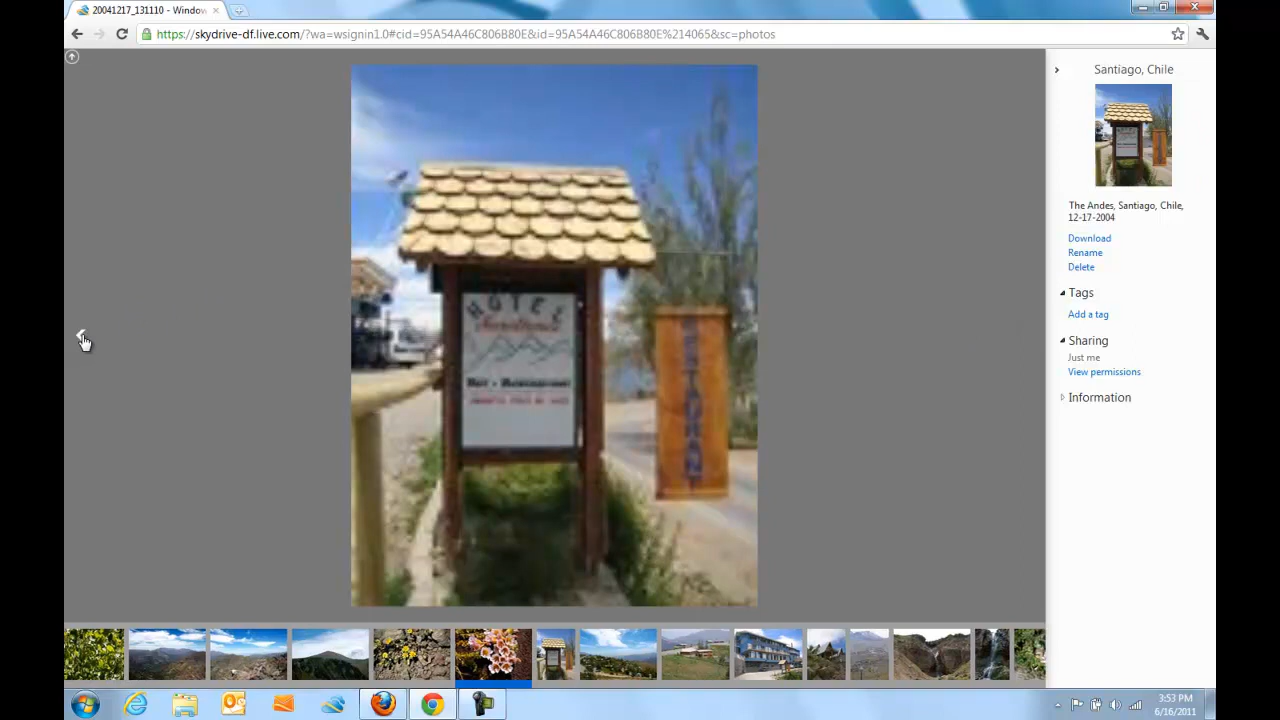 20041217_131110 - Window
https://skydrive-df.live.com/?wa=wsignin1.0#cid=95A54A46C806B80E&id=95A54A46C806B80E%214065&sc=photos
Santiago, Chile
The Andes, Santiago, Chile,
12-17-2004
Download
Rename
Delete
Tags
Add a tag
Sharing
Just me
View permissions
Information
HOTEL
RESTAURANT
3:53 PM
6/16/2011